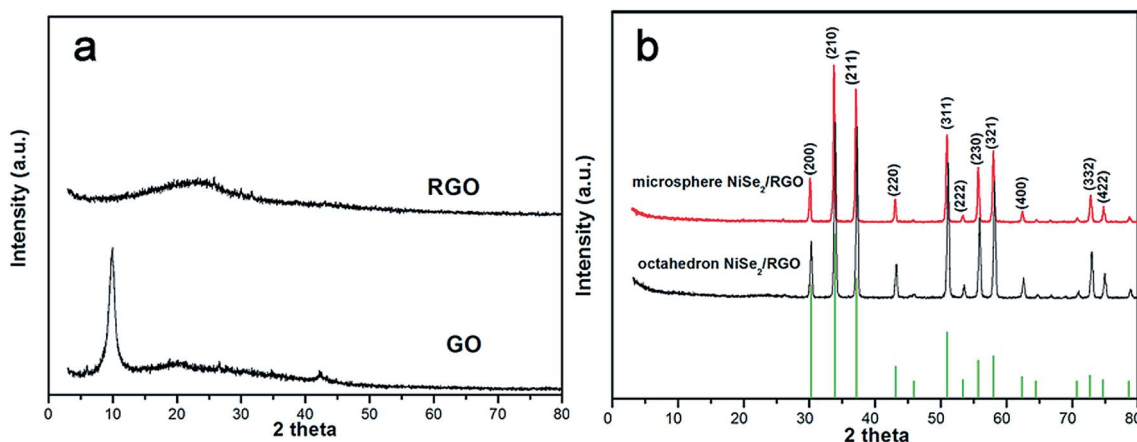 a
RGO
GO
Intensity (a.u.)
0 10 20 30 40 50 60 70 80
2 theta
b
(200)
(210)
(211)
(220)
(311)
(222)
(230)
(321)
(400)
(332)
(422)
microsphere NiSe₂/RGO
octahedron NiSe₂/RGO
Intensity (a.u.)
0 10 20 30 40 50 60 70 80
2 theta